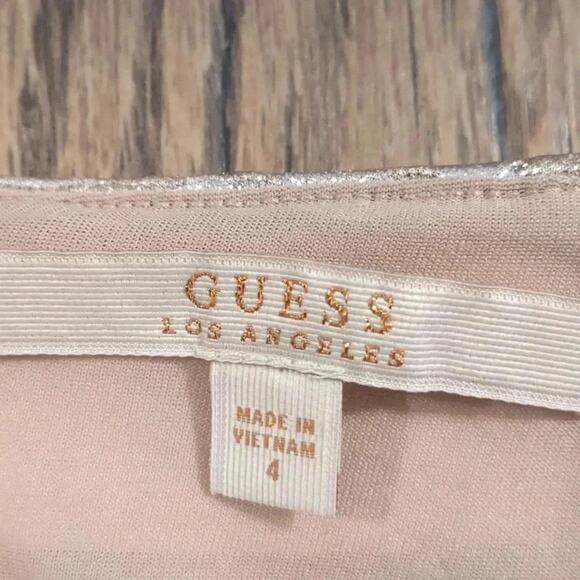 GUESS
LOS ANGELES
MADE IN
VIETNAM
4